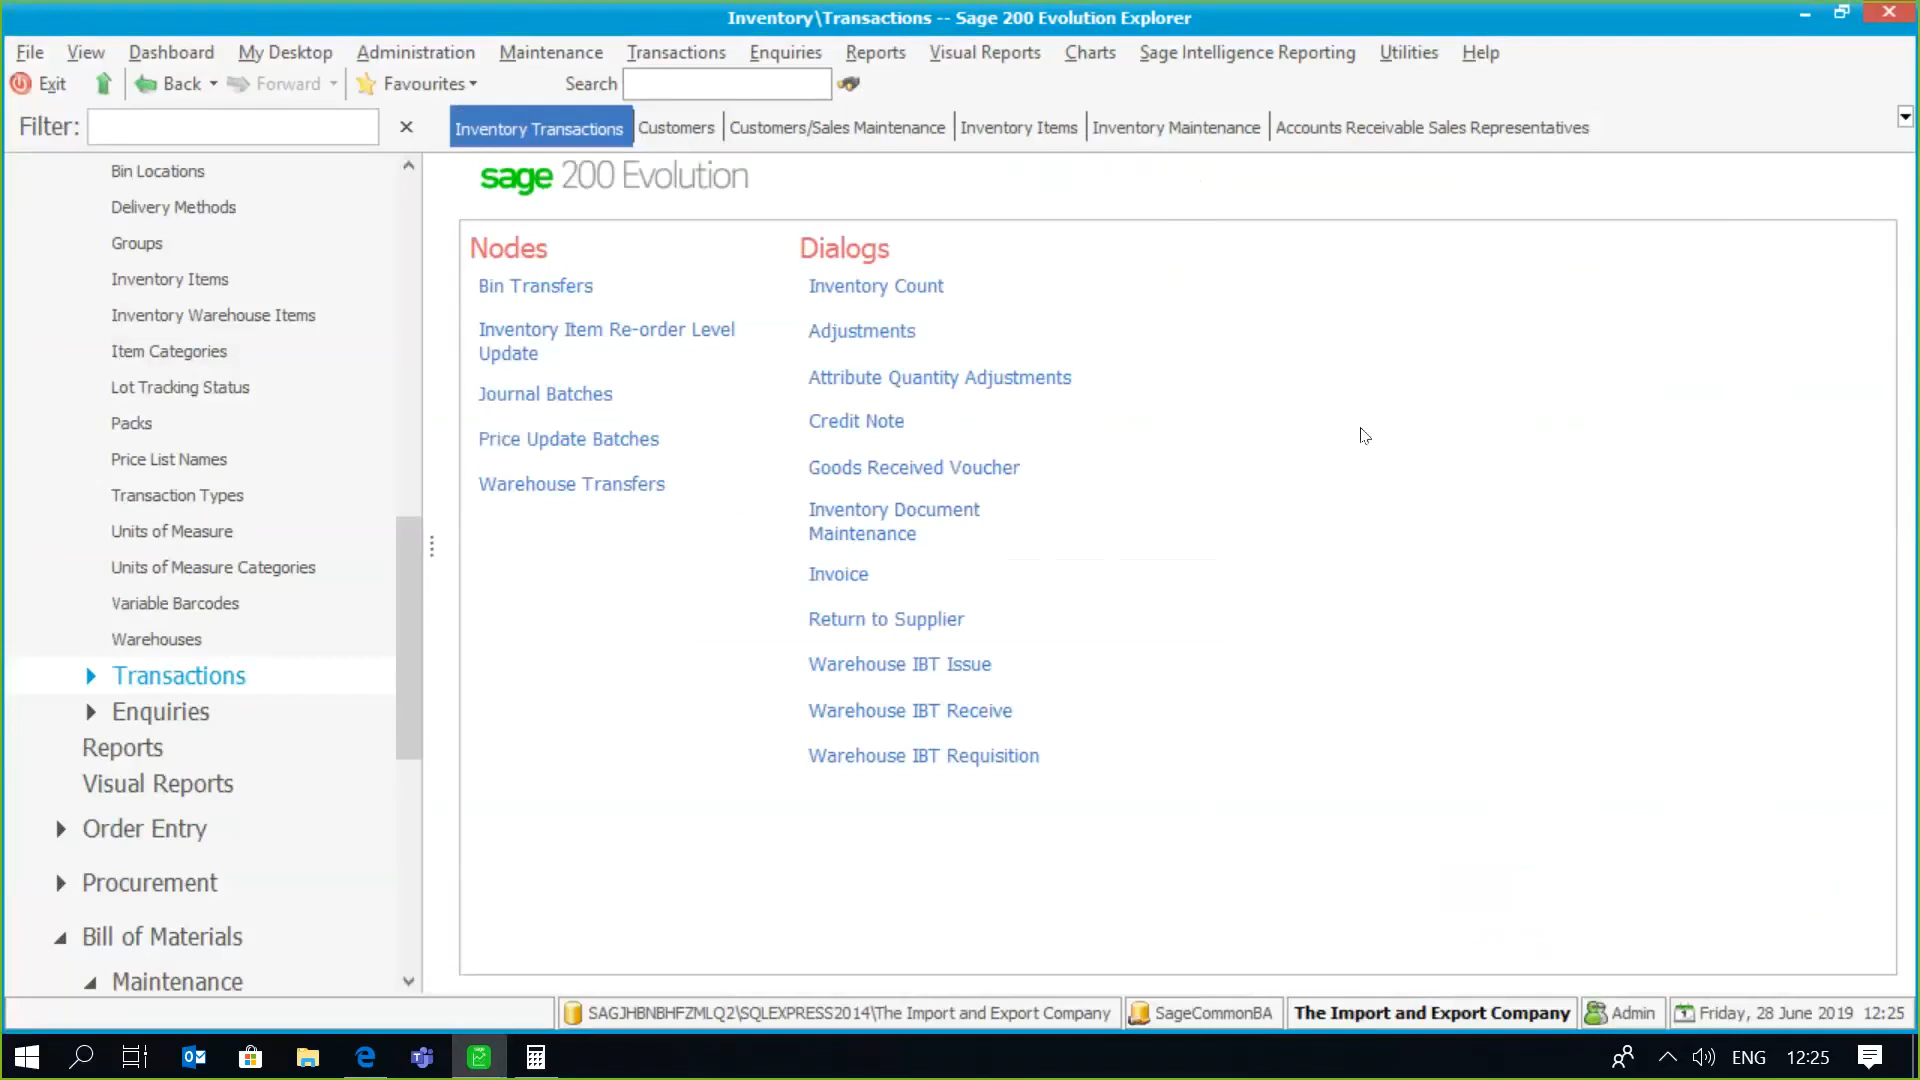 Inventory\Transactions -- Sage 200 Evolution Explorer
File View Dashboard My Desktop Administration Maintenance Transactions Enquiries Reports Visual Reports Charts Sage Intelligence Reporting Utilities Help
Exit Back Forward Favourites Search
Filter:
Inventory Transactions Customers Customers/Sales Maintenance Inventory Items Inventory Maintenance Accounts Receivable Sales Representatives
Bin Locations
Delivery Methods
Groups
Inventory Items
Inventory Warehouse Items
Item Categories
Lot Tracking Status
Packs
Price List Names
Transaction Types
Units of Measure
Units of Measure Categories
Variable Barcodes
Warehouses
Transactions
Enquiries
Reports
Visual Reports
Order Entry
Procurement
Bill of Materials
Maintenance
sage 200 Evolution
Nodes
Bin Transfers
Inventory Item Re-order Level
Update
Journal Batches
Price Update Batches
Warehouse Transfers
Dialogs
Inventory Count
Adjustments
Attribute Quantity Adjustments
Credit Note
Goods Received Voucher
Inventory Document
Maintenance
Invoice
Return to Supplier
Warehouse IBT Issue
Warehouse IBT Receive
Warehouse IBT Requisition
SAGJHBNBHFZMLQ2\SQLEXPRESS2014\The Import and Export Company SageCommonBA The Import and Export Company Admin Friday, 28 June 2019 12:25
ENG 12:25